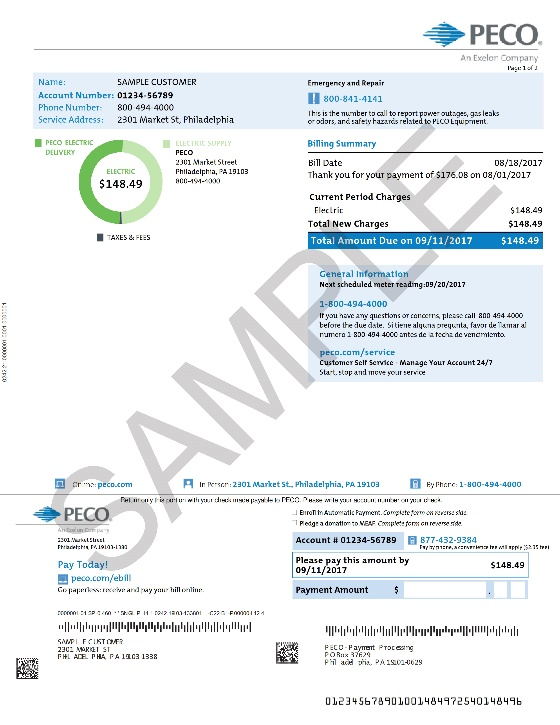 PECO.
An Exelon Company
Page 1 of 2
Name: SAMPLE CUSTOMER
Account Number: 01234-56789
Phone Number: 800-494-4000
Service Address: 2301 Market St, Philadelphia
Emergency and Repair
800-841-4141
This is the number to call to report power outages, gas leaks
or odors, and safety hazards related to PECO Equipment.
PECO ELECTRIC
DELIVERY
ELECTRIC
$148.49
ELECTRIC SUPPLY
PECO
2301 Market Street
Philadelphia, PA 19103
800-494-4000
TAXES & FEES
Billing Summary
Bill Date 08/18/2017
Thank you for your payment of $176.08 on 08/01/2017
Current Period Charges
Electric $148.49
Total New Charges $148.49
Total Amount Due on 09/11/2017 $148.49
General Information
Next scheduled meter reading:09/20/2017
1-800-494-4000
If you have any questions or concerns, please call 800-494-4000
before the due date. Si tiene alguna pregunta, favor de llamar al
numero 1-800-494-4000 antes de la fecha de vencimiento.
peco.com/service
Customer Self Service - Manage Your Account 24/7
Start, stop and move your service
SAMPLE
Online: peco.com
In Person: 2301 Market St., Philadelphia, PA 19103
By Phone: 1-800-494-4000
Return only this portion with your check made payable to PECO. Please write your account number on your check.
PECO.
An Exelon Company
2301 Market Street
Philadelphia, PA 19103-1380
Pay Today!
peco.com/ebill
Go paperless: receive and pay your bill online.
Enroll in Automatic Payment. Complete form on reverse side.
Pledge a donation to MEAF. Complete form on reverse side.
Account # 01234-56789
877-432-9384
Pay by phone, a convenience fee will apply ($2.35 fee)
Please pay this amount by
09/11/2017
$148.49
Payment Amount $ .
SAMPLE CUSTOMER
2301 MARKET ST
PHILADELPHIA, PA 19103-1338
PECO - Payment Processing
PO Box 37629
Philadelphia, PA 19101-0629